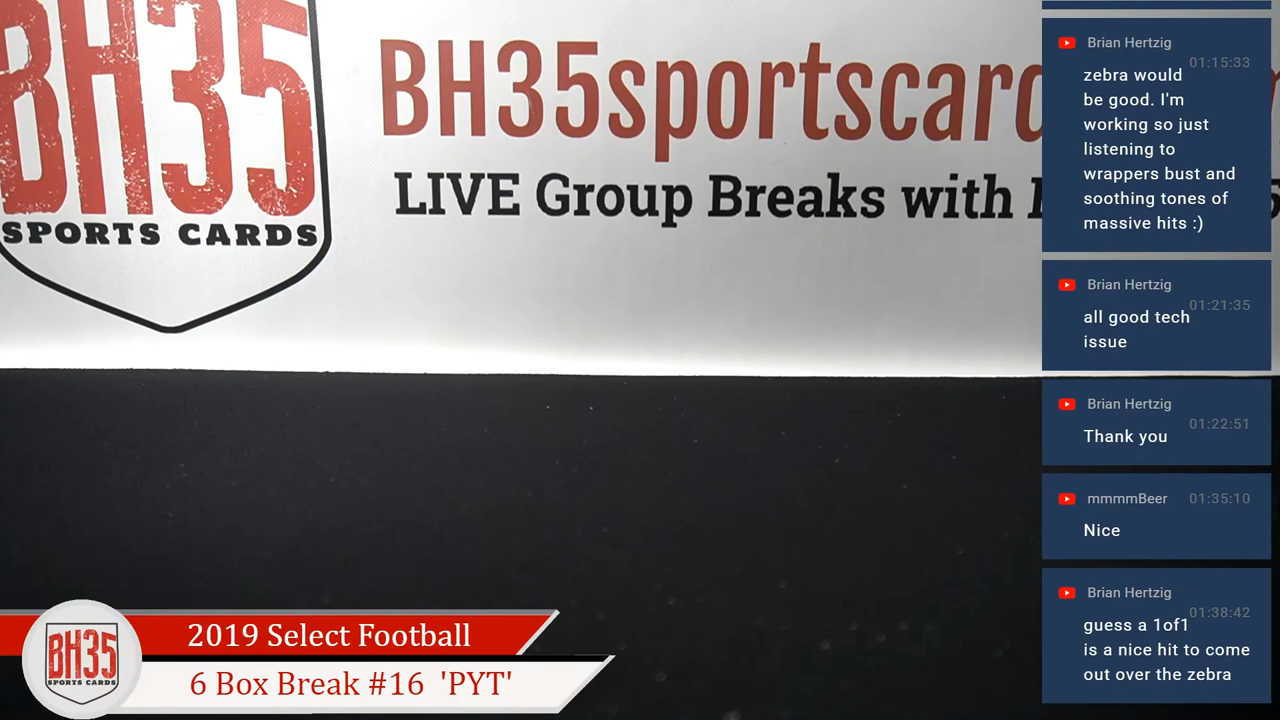 BH35
SPORTS CARDS
BH35sportscard
LIVE Group Breaks with
Brian Hertzig
01:15:33
zebra would
be good. I'm
working so just
listening to
wrappers bust and
soothing tones of
massive hits :)
Brian Hertzig
01:21:35
all good tech
issue
Brian Hertzig
01:22:51
Thank you
mmmmBeer 01:35:10
Nice
Brian Hertzig
01:38:42
guess a 1of1
is a nice hit to come
out over the zebra
BH35
SPORTS CARDS
2019 Select Football
6 Box Break #16 'PYT'